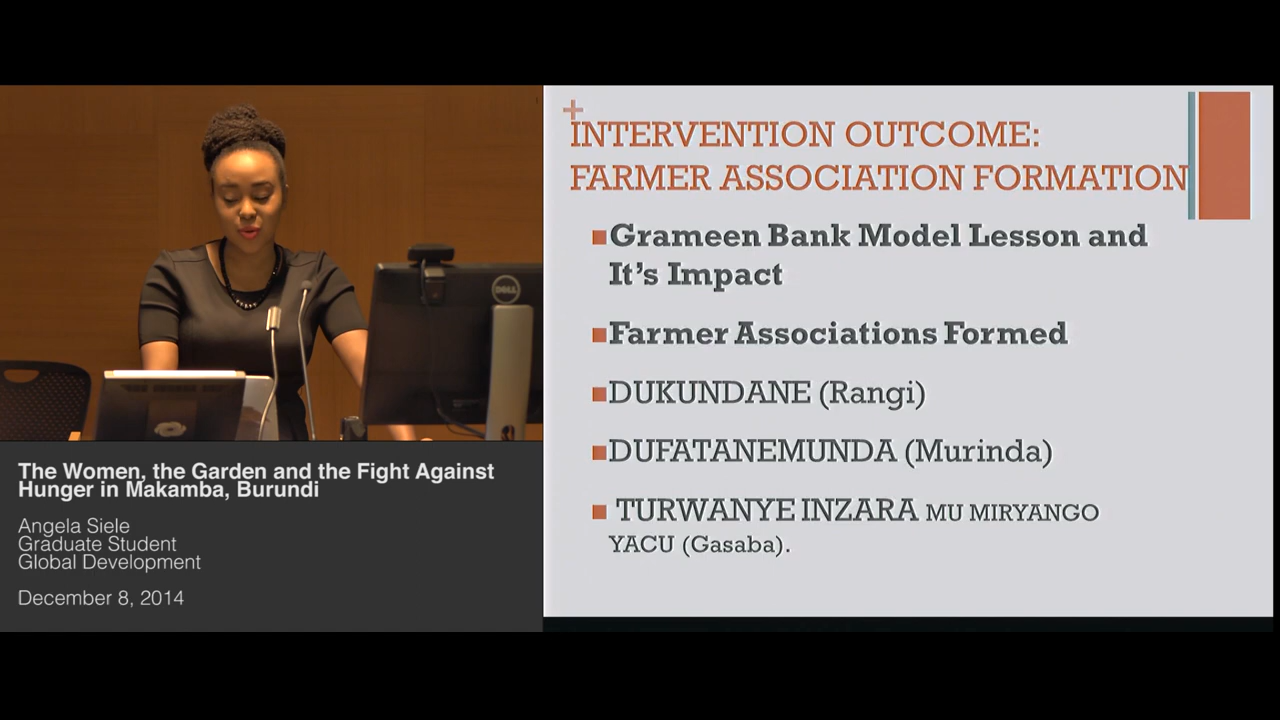 +
INTERVENTION OUTCOME:
FARMER ASSOCIATION FORMATION
Grameen Bank Model Lesson and
It's Impact
Farmer Associations Formed
DUKUNDANE (Rangi)
DUFATANEMUNDA (Murinda)
TURWANYE INZARA MU MIRYANGO
YACU (Gasaba).
DELL
The Women, the Garden and the Fight Against
Hunger in Makamba, Burundi
Angela Siele
Graduate Student
Global Development
December 8, 2014